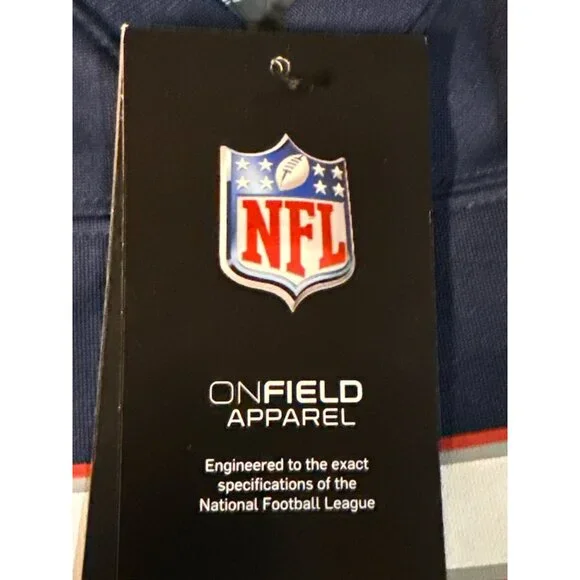 NFL
ONFIELD
APPAREL
Engineered to the exact
specifications of the
National Football League